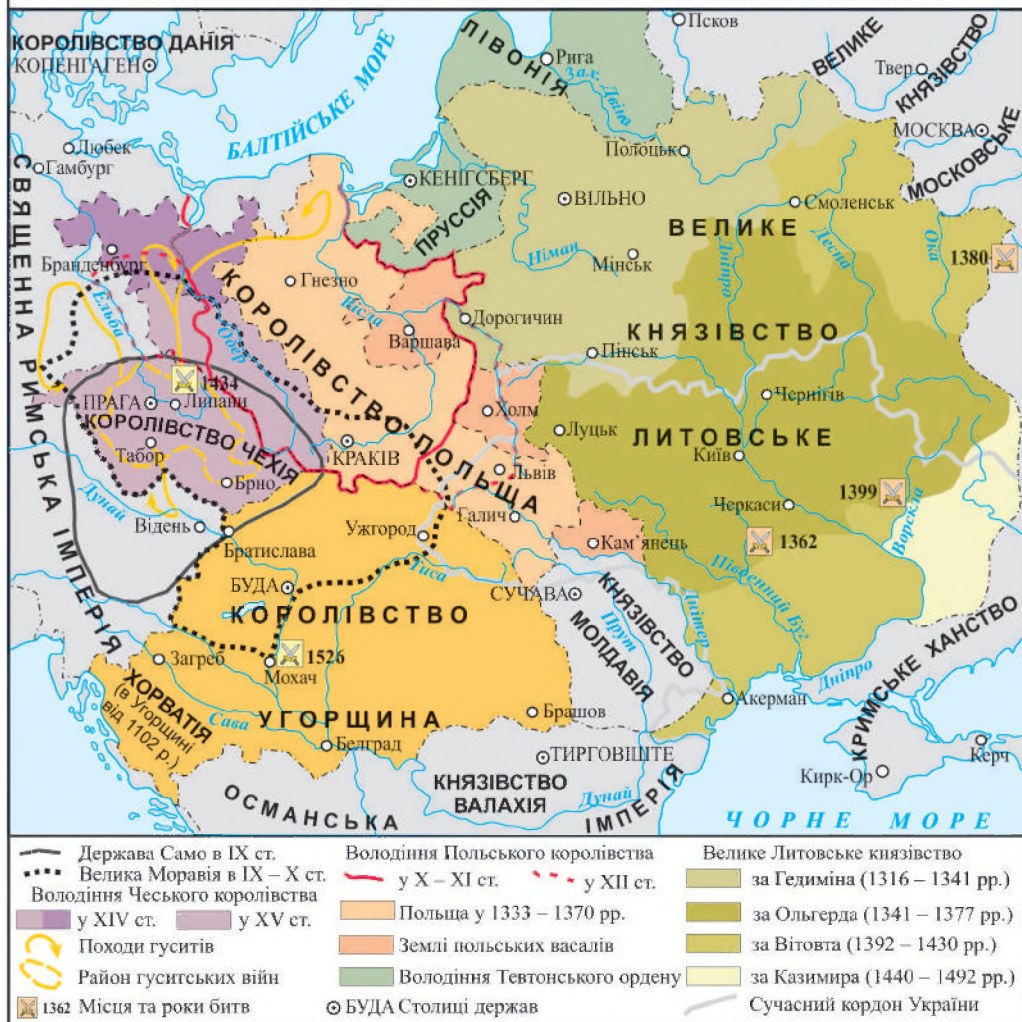 КОРОЛІВСТВО ДАНІЯ
КОПЕНГАГЕН
БАЛТІЙСЬКЕ МОРЕ
ЛІВОНІЯ
Рига
Зах. Двіна
Псков
ВЕЛИКЕ
КНЯЗІВСТВО
МОСКОВСЬКЕ
Твер
МОСКВА
Любек
Гамбург
СВЯЩЕННА РИМСЬКА ІМПЕРІЯ
КЕНІГСБЕРГ
ПРУССІЯ
Полоцьк
ВІЛЬНО
Смоленськ
ВЕЛИКЕ
Дніпро
Десна
Ока
1380
Німан
Мінськ
Бранденбург
Ельба
Одер
Гнезно
КОРОЛІВСТВО ПОЛЬЩА
Вісла
Варшава
Дорогичин
КНЯЗІВСТВО
Пінськ
1434
ПРАГА
Липани
КОРОЛІВСТВО ЧЕХІЯ
Табор
Брно
КРАКІВ
Холм
Луцьк
Чернігів
ЛИТОВСЬКЕ
Київ
Львів
Галич
Черкаси
1399
Ворскла
1362
Дунай
Відень
Братислава
Ужгород
Кам`янець
Тиса
БУДА
СУЧАВА
КОРОЛІВСТВО
КНЯЗІВСТВО
МОЛДАВІЯ
Прут
Дністер
Південний Буг
Загреб
1526
Мохач
ХОРВАТІЯ
(в Угорщині
від 1102 р.)
УГОРЩИНА
Сава
Белград
Брашов
Акерман
Дніпро
КРИМСЬКЕ ХАНСТВО
Керч
Кирк-Ор
ТИРГОВІШТЕ
КНЯЗІВСТВО
ВАЛАХІЯ
Дунай
ОСМАНСЬКА
ІМПЕРІЯ
ЧОРНЕ МОРЕ
Держава Само в ІХ ст.
Велика Моравія в ІХ – Х ст.
Володіння Чеського королівства
у XIV ст.
у XV ст.
Походи гуситів
Район гуситських війн
1362 Місця та роки битв
Володіння Польського королівства
у X – XI ст.
у XII ст.
Польща у 1333 – 1370 рр.
Землі польських васалів
Володіння Тевтонського ордену
БУДА Столиці держав
Велике Литовське князівство
за Гедиміна (1316 – 1341 рр.)
за Ольгерда (1341 – 1377 рр.)
за Вітовта (1392 – 1430 рр.)
за Казимира (1440 – 1492 рр.)
Сучасний кордон України